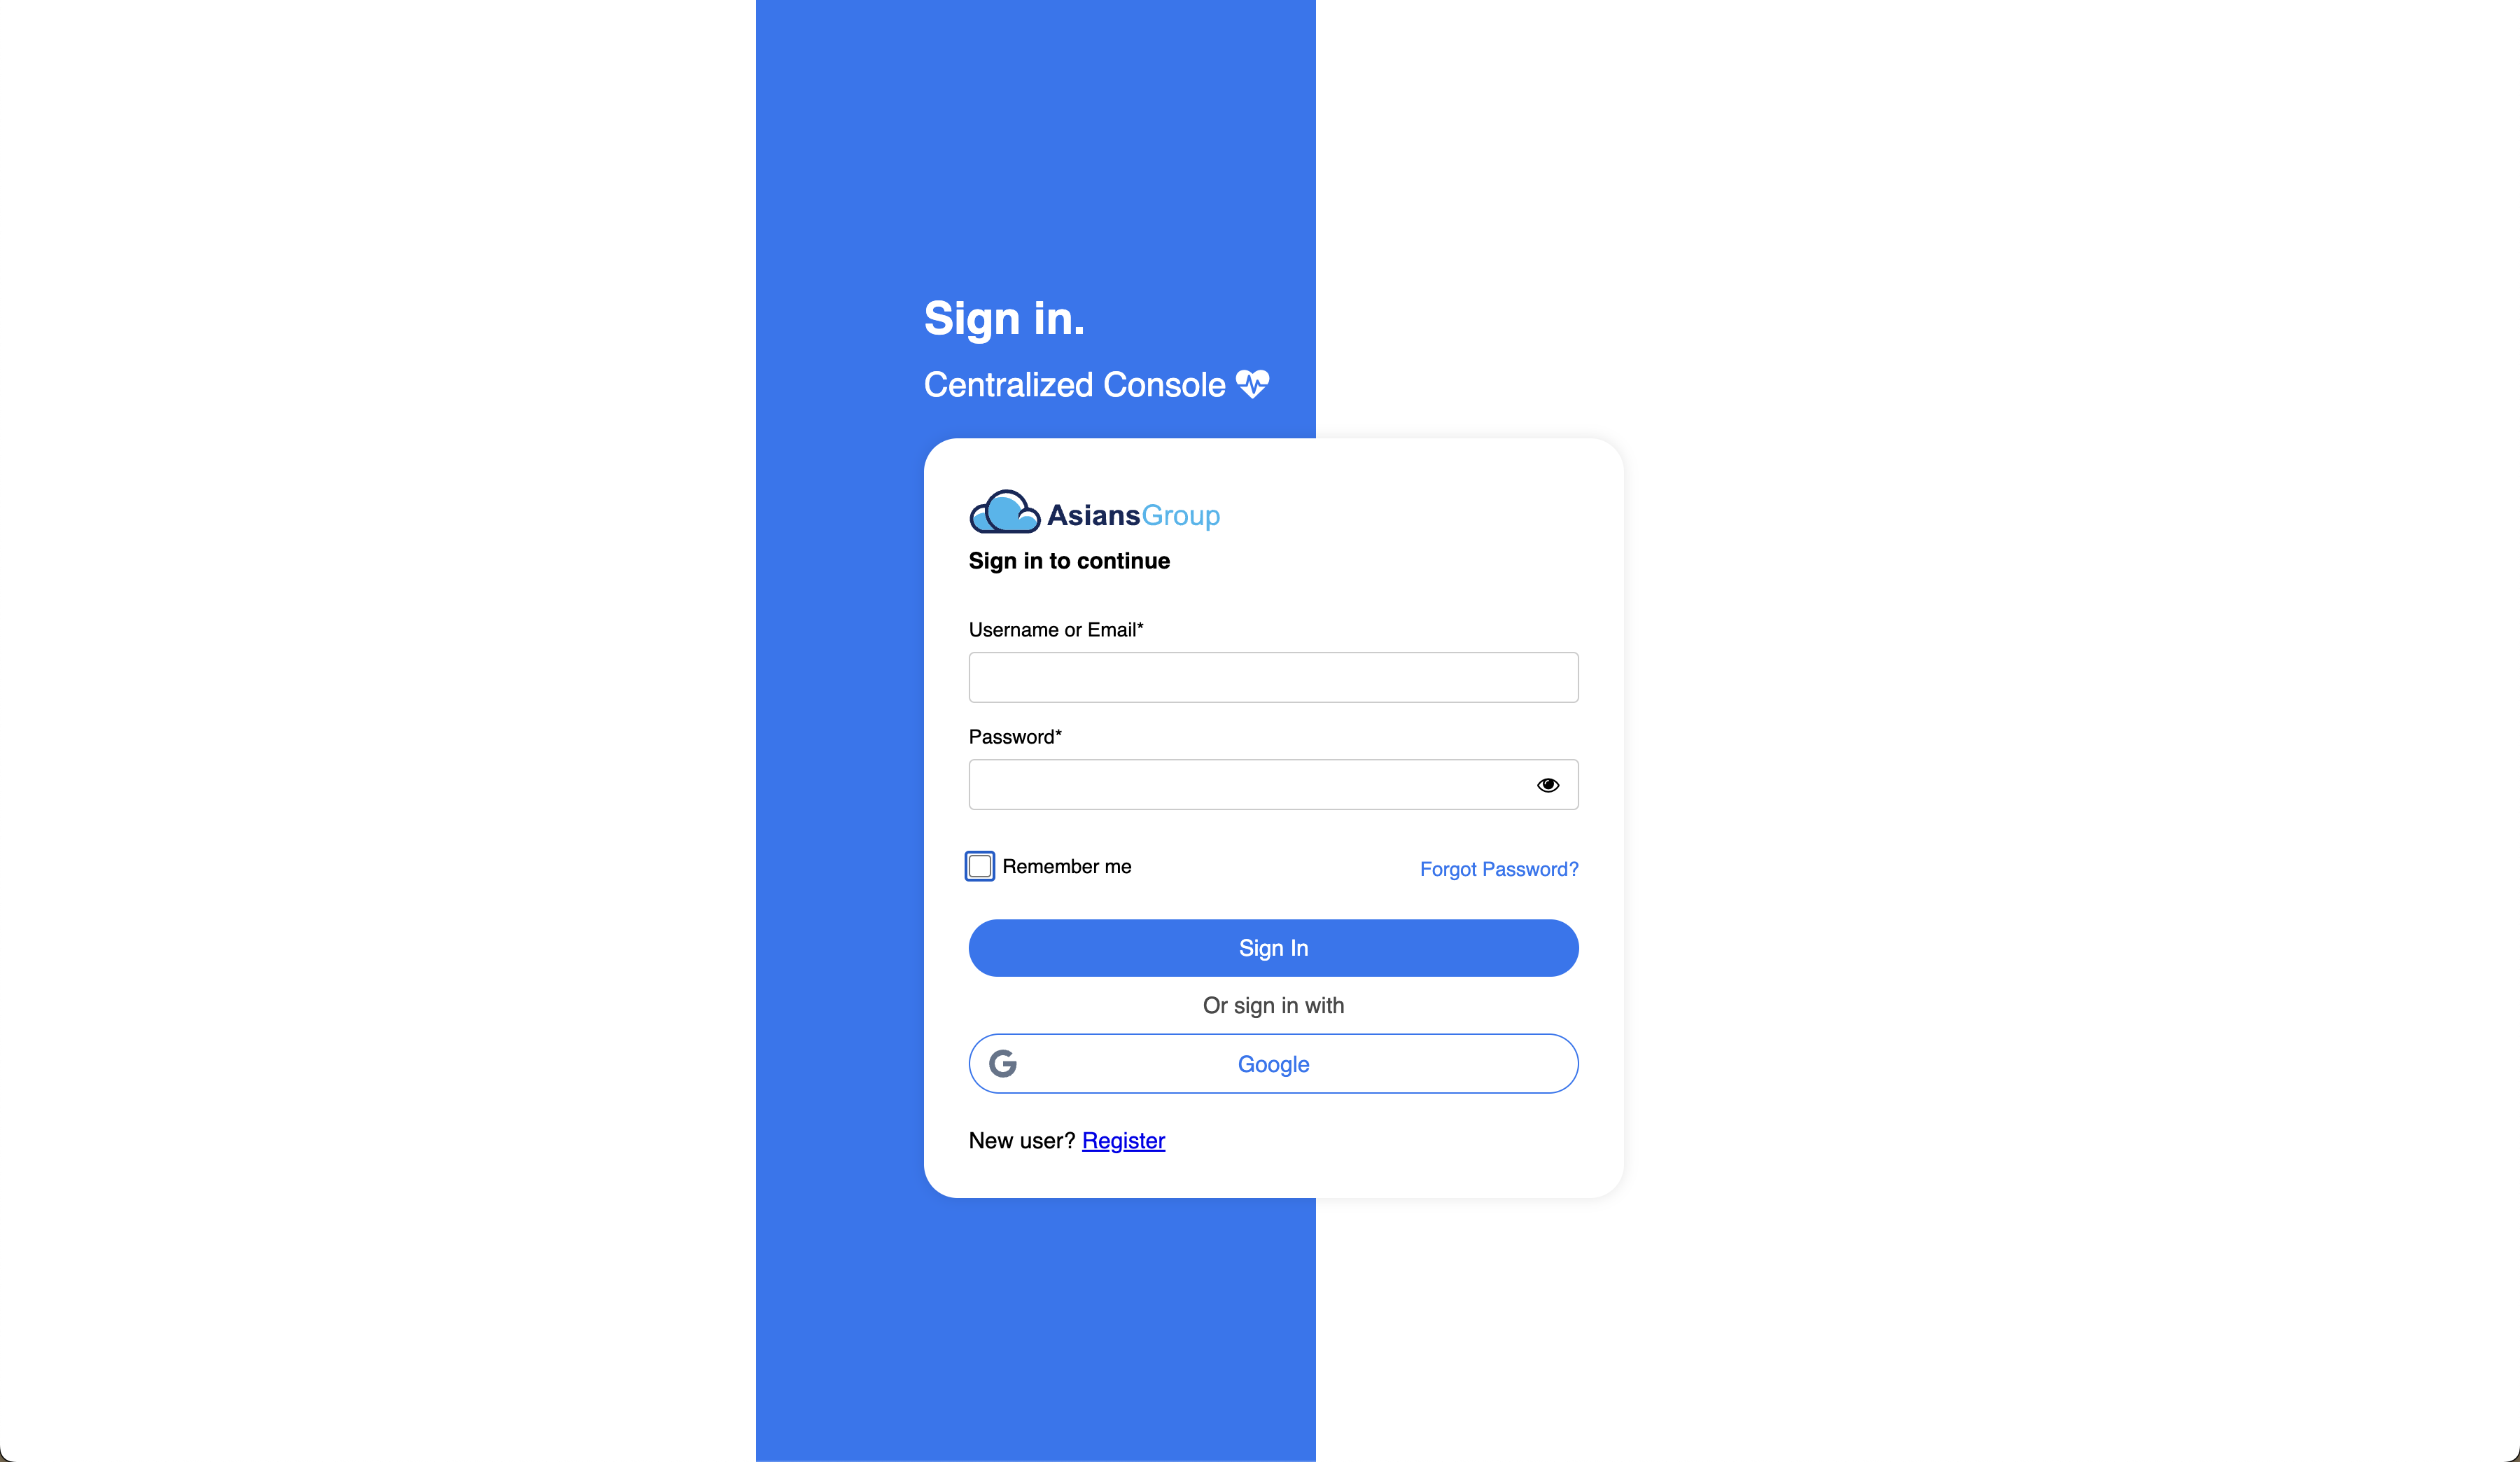 Sign in.
Centralized Console
AsiansGroup
Sign in to continue
Username or Email*
Password*
Remember me
Forgot Password?
Sign In
Or sign in with
Google
New user? Register